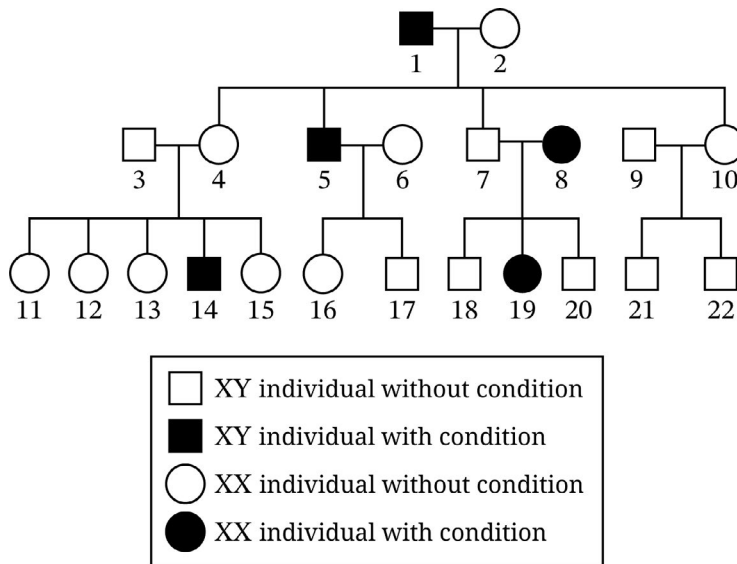 1 2
3 4 5 6 7 8 9 10
11 12 13 14 15 16 17 18 19 20 21 22
XY individual without condition
XY individual with condition
XX individual without condition
XX individual with condition